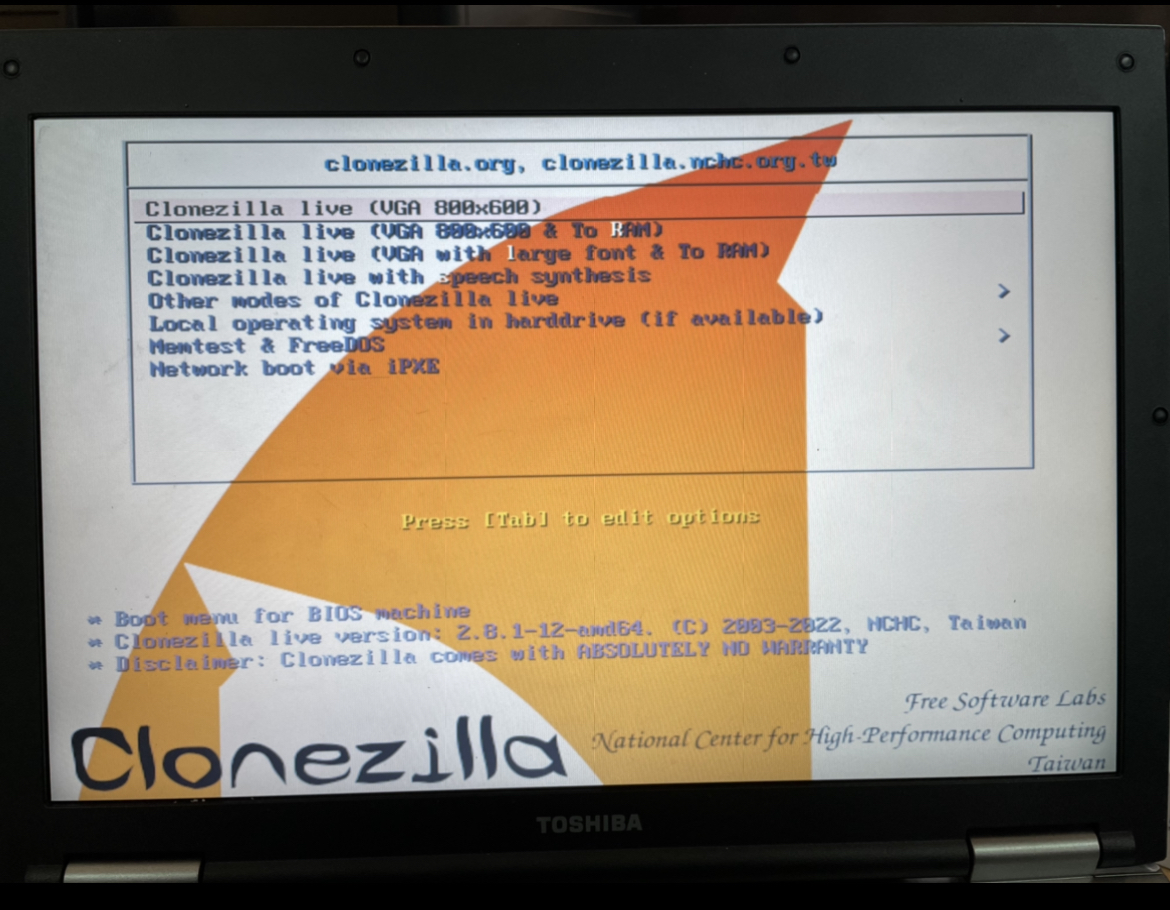 clonezilla.org, clonezilla.nchc.org.tw
Clonezilla live (VGA 800x600)
Clonezilla live (VGA 800x600 & To RAM)
Clonezilla live (VGA with large font & To RAM)
Clonezilla live with speech synthesis
Other modes of Clonezilla live >
Local operating system in harddrive (if available)
Memtest & FreeDOS >
Network boot via iPXE
Press [Tab] to edit options
* Boot menu for BIOS machine
* Clonezilla live version: 2.8.1-12-amd64. (C) 2003-2022, NCHC, Taiwan
* Disclaimer: Clonezilla comes with ABSOLUTELY NO WARRANTY
Free Software Labs
National Center for High-Performance Computing
Taiwan
Clonezilla
TOSHIBA